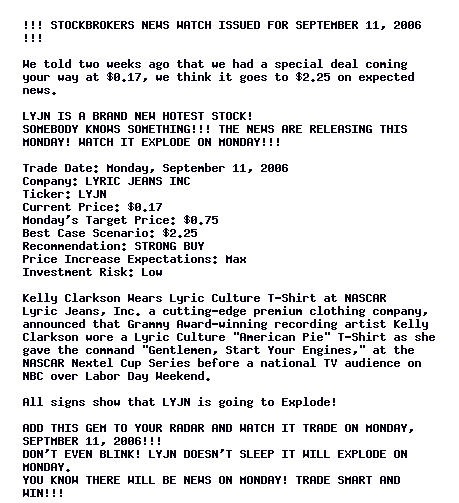 !!! STOCKBROKERS NEWS WATCH ISSUED FOR SEPTEMBER 11, 2006
!!!
We told two weeks ago that we had a special deal coming
your way at $0.17, we think it goes to $2.25 on expected
news.
LYJN IS A BRAND NEW HOTEST STOCK!
SOMEBODY KNOWS SOMETHING!!! THE NEWS ARE RELEASING THIS
MONDAY! WATCH IT EXPLODE ON MONDAY!!!
Trade Date: Monday, September 11, 2006
Company: LYRIC JEANS INC
Ticker: LYJN
Current Price: $0.17
Monday's Target Price: $0.75
Best Case Scenario: $2.25
Recommendation: STRONG BUY
Price Increase Expectations: Max
Investment Risk: Low
Kelly Clarkson Wears Lyric Culture T-Shirt at NASCAR
Lyric Jeans, Inc. a cutting-edge premium clothing company,
announced that Grammy Award-winning recording artist Kelly
Clarkson wore a Lyric Culture "American Pie" T-Shirt as she
gave the command "Gentlemen, Start Your Engines," at the
NASCAR Nextel Cup Series before a national TV audience on
NBC over Labor Day Weekend.
All signs show that LYJN is going to Explode!
ADD THIS GEM TO YOUR RADAR AND WATCH IT TRADE ON MONDAY,
SEPTMBER 11, 2006!!!
DON'T EVEN BLINK! LYJN DOESN'T SLEEP IT WILL EXPLODE ON
MONDAY.
YOU KNOW THERE WILL BE NEWS ON MONDAY! TRADE SMART AND
WIN!!!